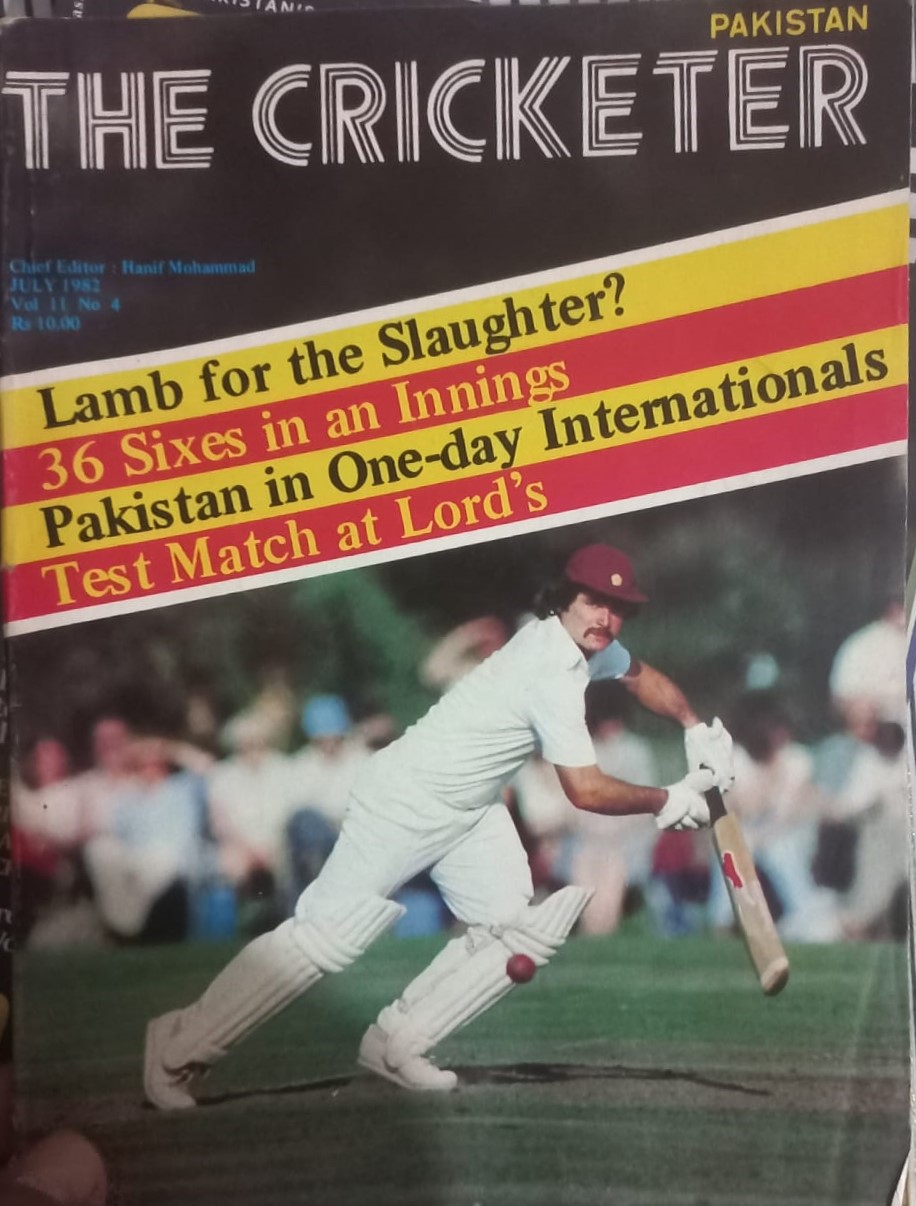 PAKISTAN
THE CRICKETER
Chief Editor : Hanif Mohammad
JULY 1982
Vol 11 No 4
Rs 10.00
Lamb for the Slaughter?
36 Sixes in an Innings
Pakistan in One-day Internationals
Test Match at Lord's